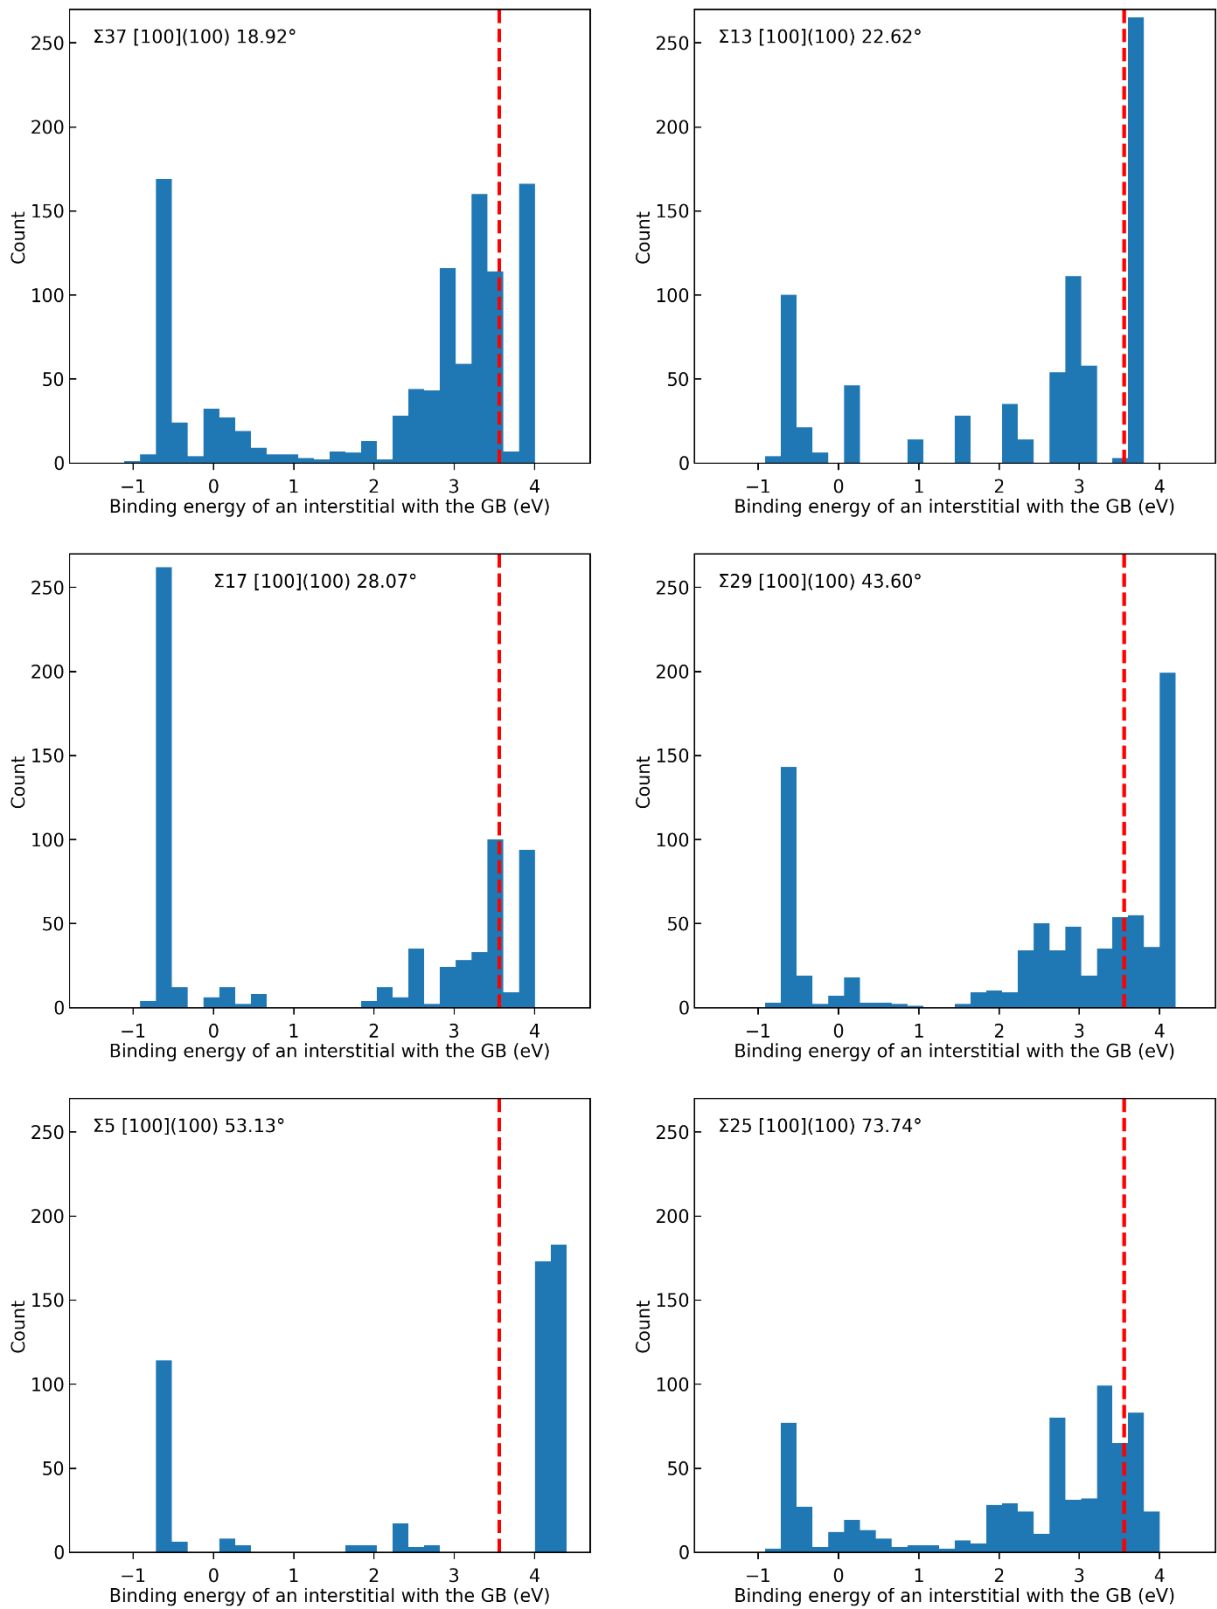 Σ37 [100](100) 18.92°
250
200
150
100
50
0
Count
−1 0 1 2 3 4
Binding energy of an interstitial with the GB (eV)
Σ13 [100](100) 22.62°
250
200
150
100
50
0
Count
−1 0 1 2 3 4
Binding energy of an interstitial with the GB (eV)
Σ17 [100](100) 28.07°
250
200
150
100
50
0
Count
−1 0 1 2 3 4
Binding energy of an interstitial with the GB (eV)
Σ29 [100](100) 43.60°
250
200
150
100
50
0
Count
−1 0 1 2 3 4
Binding energy of an interstitial with the GB (eV)
Σ5 [100](100) 53.13°
250
200
150
100
50
0
Count
−1 0 1 2 3 4
Binding energy of an interstitial with the GB (eV)
Σ25 [100](100) 73.74°
250
200
150
100
50
0
Count
−1 0 1 2 3 4
Binding energy of an interstitial with the GB (eV)